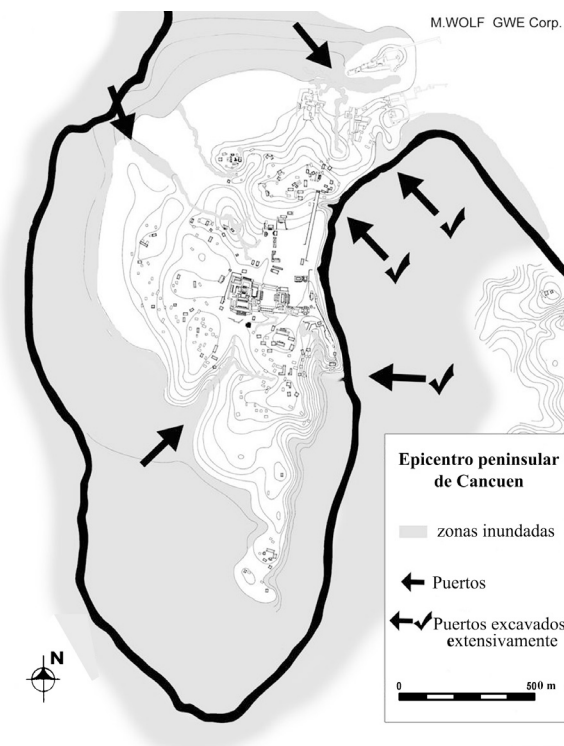 M.WOLF GWE Corp.
Epicentro peninsular
de Cancuen
zonas inundadas
Puertos
Puertos excavados
extensivamente
N
0 500 m